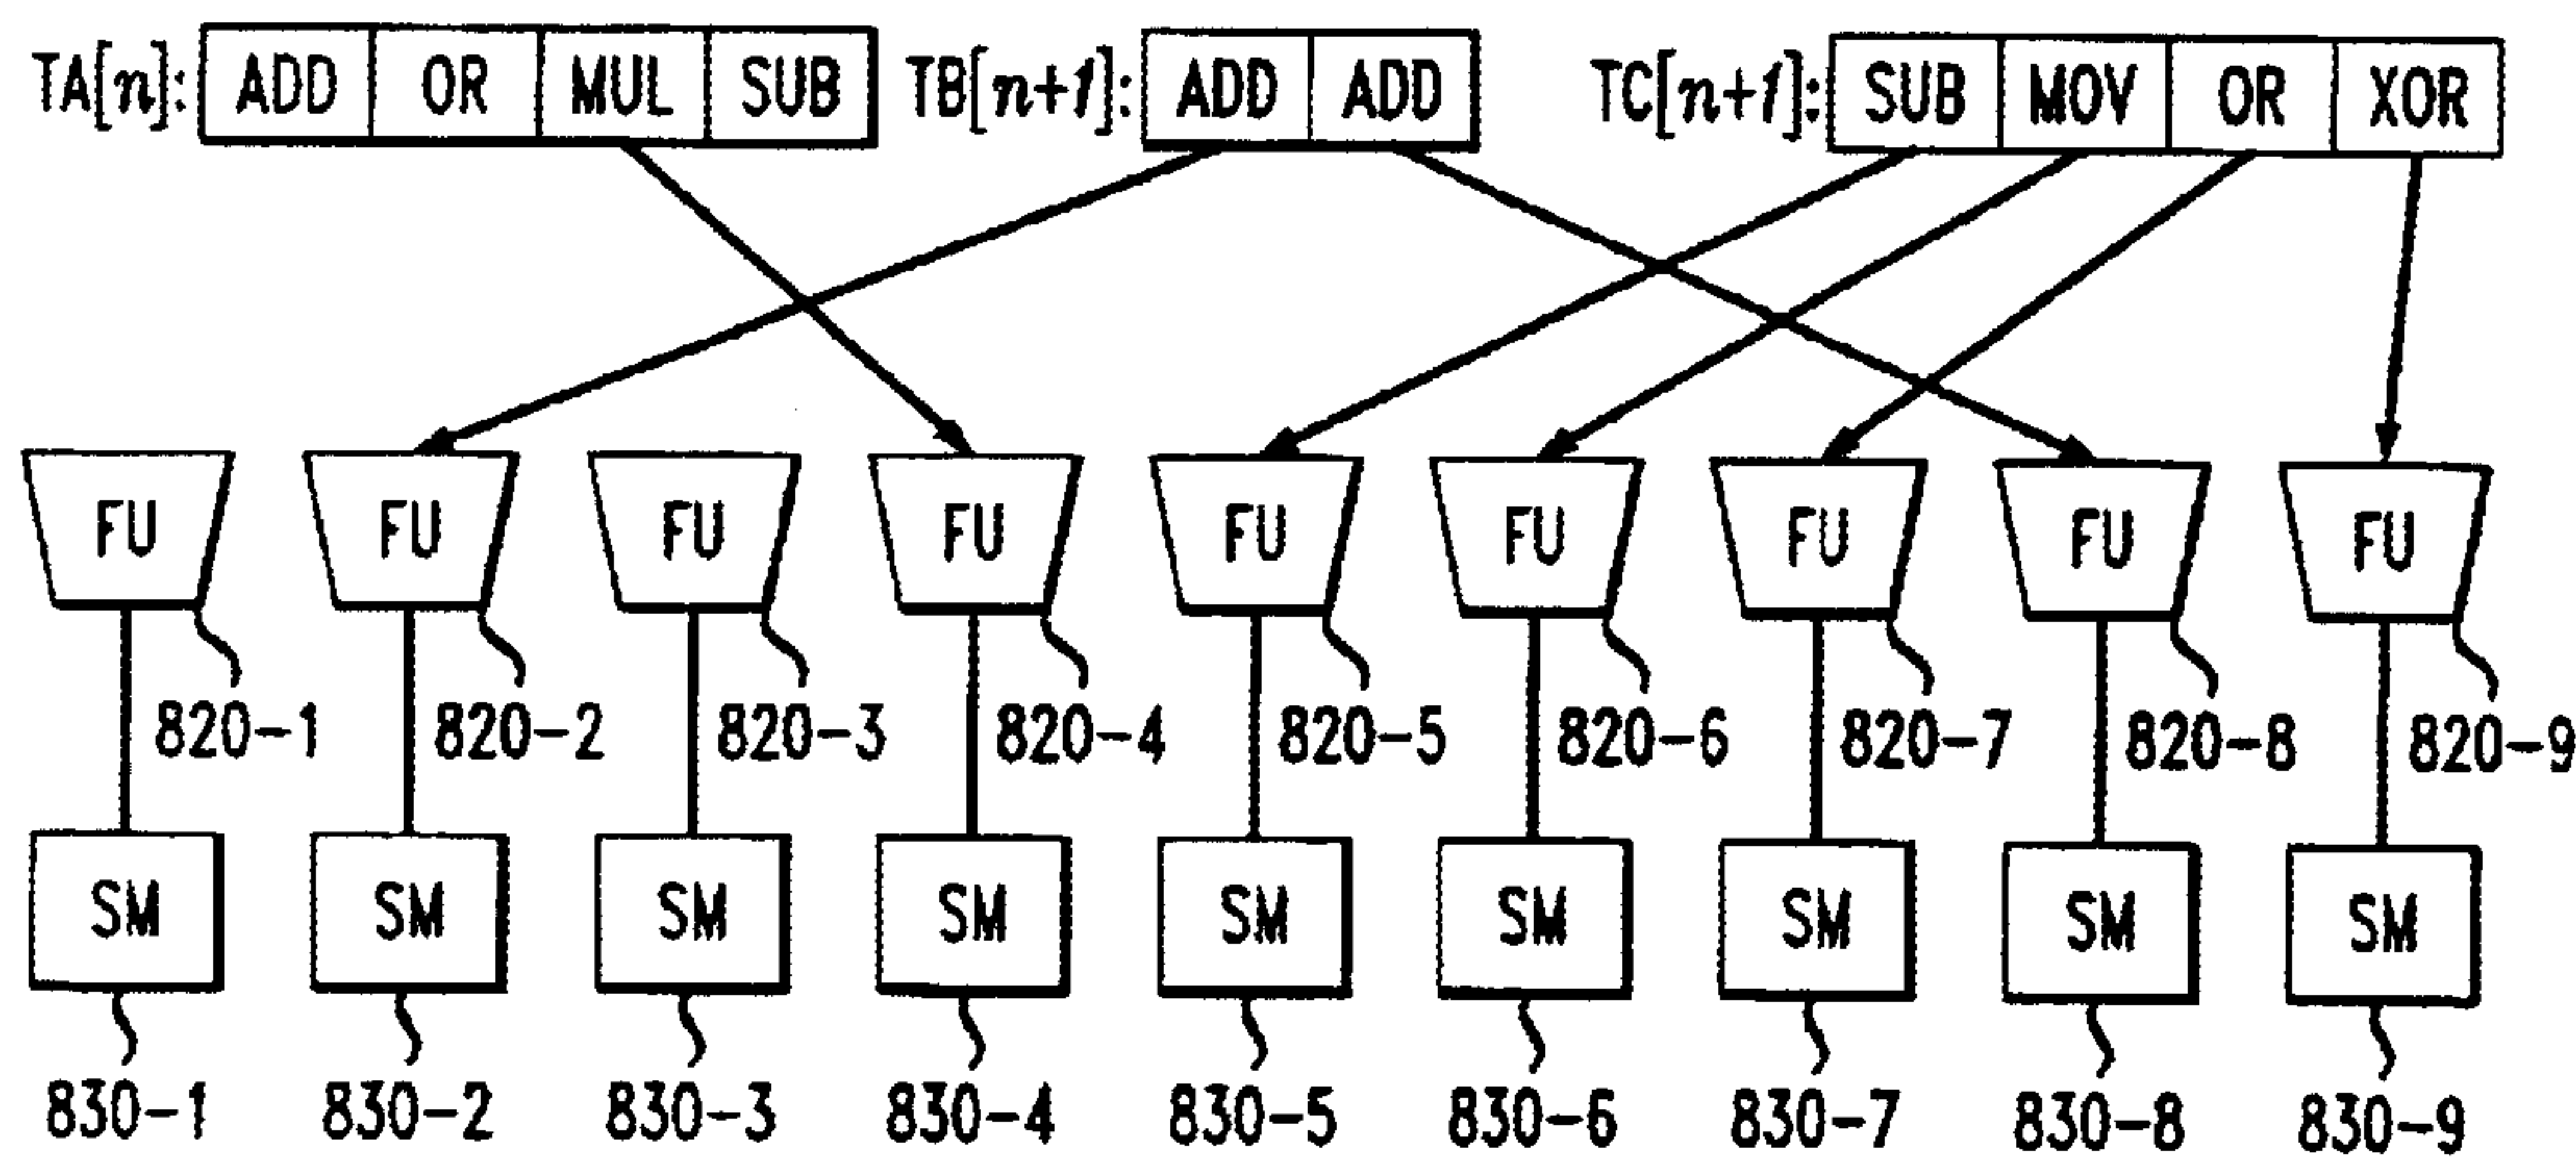 TA[n]: ADD OR MUL SUB TB[n+1]: ADD ADD TC[n+1]: SUB MOV OR XOR
FU FU FU FU FU FU FU FU FU
820-1 820-2 820-3 820-4 820-5 820-6 820-7 820-8 820-9
SM SM SM SM SM SM SM SM SM
830-1 830-2 830-3 830-4 830-5 830-6 830-7 830-8 830-9